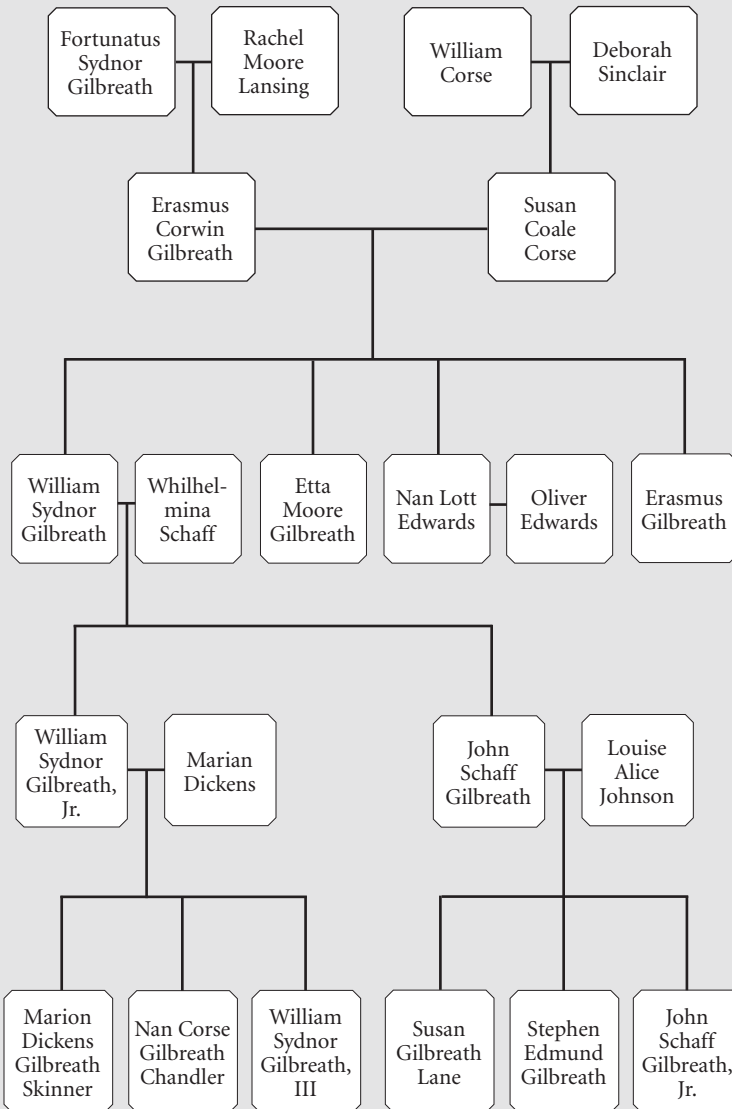 Fortunatus
Sydnor
Gilbreath
Rachel
Moore
Lansing
William
Corse
Deborah
Sinclair
Erasmus
Corwin
Gilbreath
Susan
Coale
Corse
William
Sydnor
Gilbreath
Whilhel-
mina
Schaff
Etta
Moore
Gilbreath
Nan Lott
Edwards
Oliver
Edwards
Erasmus
Gilbreath
William
Sydnor
Gilbreath,
Jr.
Marian
Dickens
John
Schaff
Gilbreath
Louise
Alice
Johnson
Marion
Dickens
Gilbreath
Skinner
Nan Corse
Gilbreath
Chandler
William
Sydnor
Gilbreath,
III
Susan
Gilbreath
Lane
Stephen
Edmund
Gilbreath
John
Schaff
Gilbreath,
Jr.